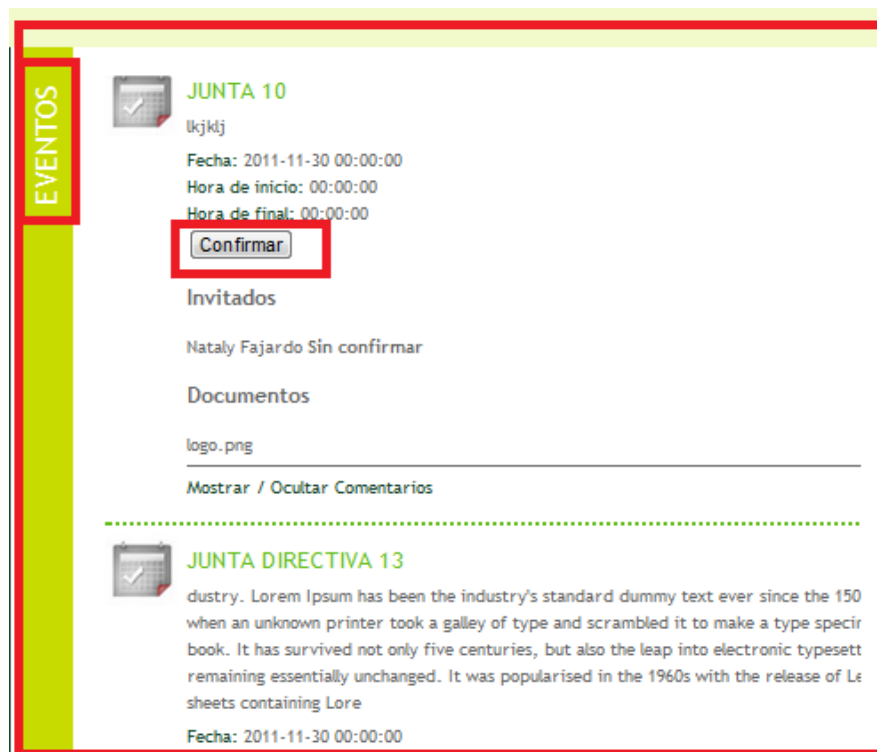 EVENTOS
JUNTA 10
lkjklj
Fecha: 2011-11-30 00:00:00
Hora de inicio: 00:00:00
Hora de final: 00:00:00
Confirmar
Invitados
Nataly Fajardo Sin confirmar
Documentos
logo.png
Mostrar / Ocultar Comentarios
JUNTA DIRECTIVA 13
dustry. Lorem Ipsum has been the industry's standard dummy text ever since the 150
when an unknown printer took a galley of type and scrambled it to make a type specir
book. It has survived not only five centuries, but also the leap into electronic typesett
remaining essentially unchanged. It was popularised in the 1960s with the release of Le
sheets containing Lore
Fecha: 2011-11-30 00:00:00